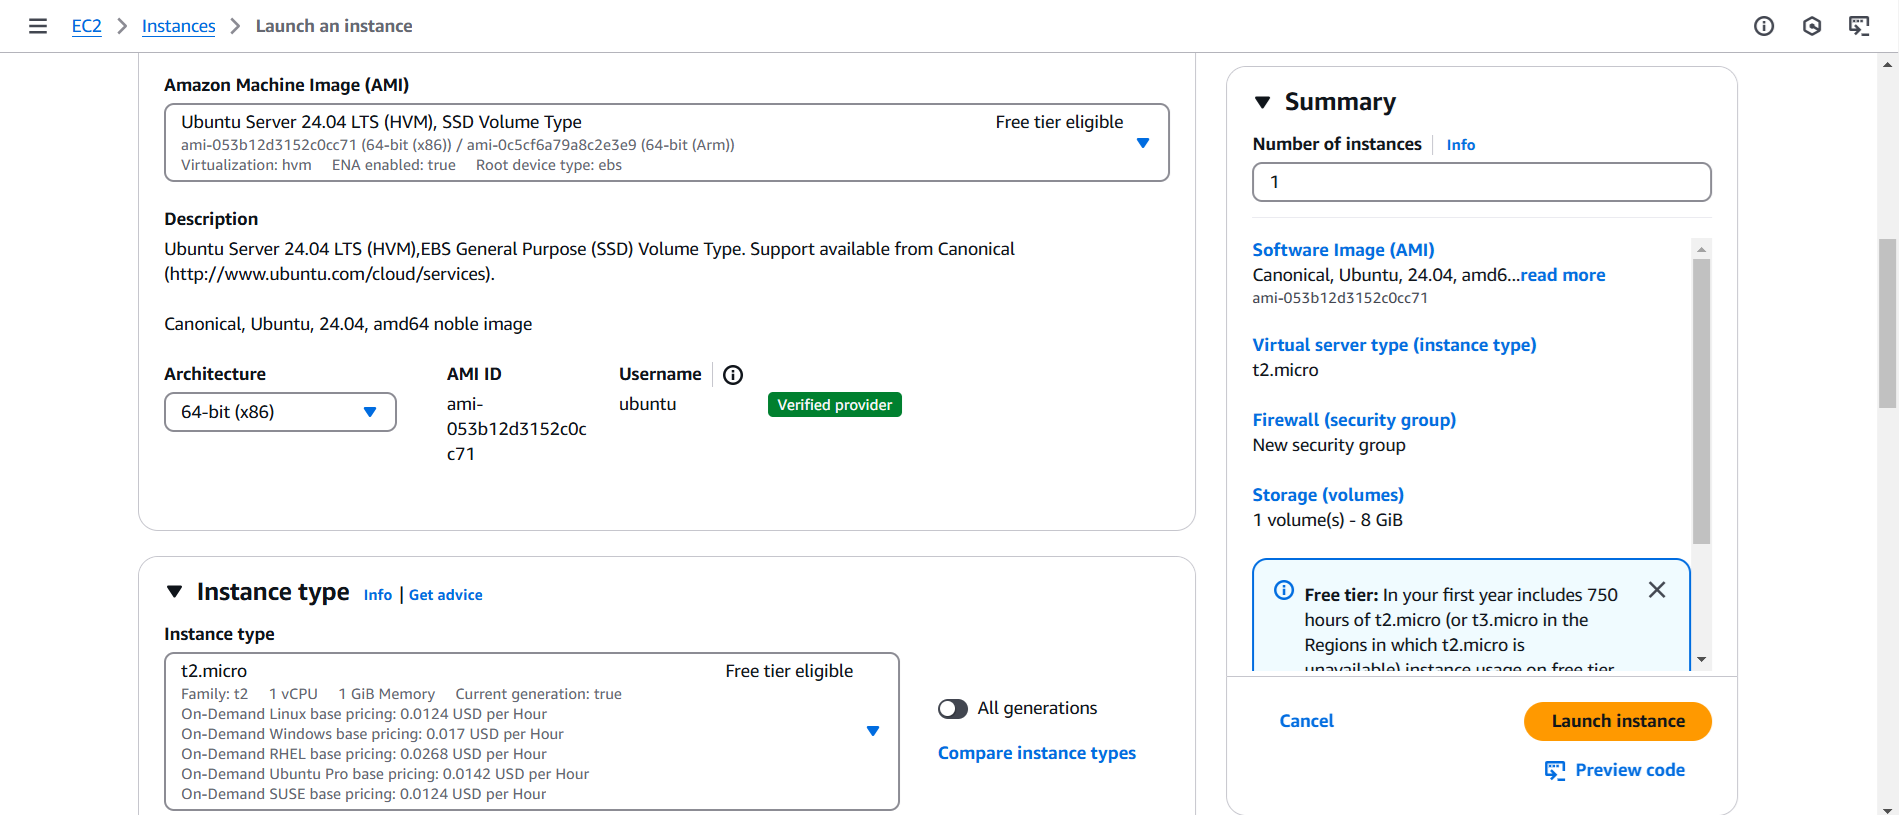 EC2 > Instances > Launch an instance
Amazon Machine Image (AMI)
Ubuntu Server 24.04 LTS (HVM), SSD Volume Type
Free tier eligible
ami-053b12d3152c0cc71 (64-bit (x86)) / ami-0c5cf6a79a8c2e3e9 (64-bit (Arm))
Virtualization: hvm ENA enabled: true Root device type: ebs
Description
Ubuntu Server 24.04 LTS (HVM),EBS General Purpose (SSD) Volume Type. Support available from Canonical
(http://www.ubuntu.com/cloud/services).
Canonical, Ubuntu, 24.04, amd64 noble image
Architecture
64-bit (x86)
AMI ID
ami-
053b12d3152c0c
c71
Username
ubuntu
Verified provider
Instance type Info | Get advice
Instance type
t2.micro
Free tier eligible
Family: t2 1 vCPU 1 GiB Memory Current generation: true
On-Demand Linux base pricing: 0.0124 USD per Hour
On-Demand Windows base pricing: 0.017 USD per Hour
On-Demand RHEL base pricing: 0.0268 USD per Hour
On-Demand Ubuntu Pro base pricing: 0.0142 USD per Hour
On-Demand SUSE base pricing: 0.0124 USD per Hour
All generations
Compare instance types
Summary
Number of instances Info
1
Software Image (AMI)
Canonical, Ubuntu, 24.04, amd6...read more
ami-053b12d3152c0cc71
Virtual server type (instance type)
t2.micro
Firewall (security group)
New security group
Storage (volumes)
1 volume(s) - 8 GiB
Free tier: In your first year includes 750
hours of t2.micro (or t3.micro in the
Regions in which t2.micro is
unavailable) instance usage on free tier
Cancel
Launch instance
Preview code